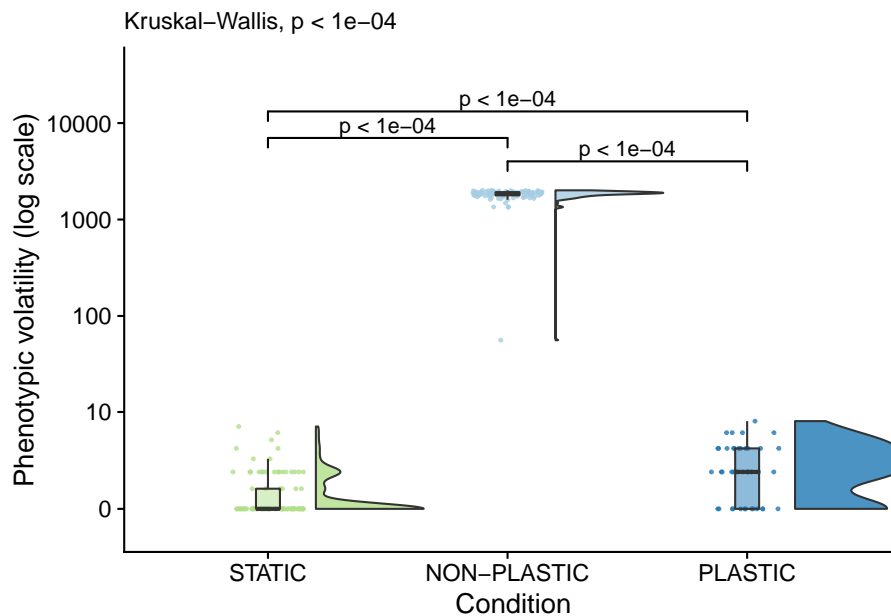 Kruskal−Wallis, p < 1e−04
p < 1e−04
p < 1e−04
p < 1e−04
Phenotypic volatility (log scale)
10000
1000
100
10
0
STATIC
NON−PLASTIC
PLASTIC
Condition